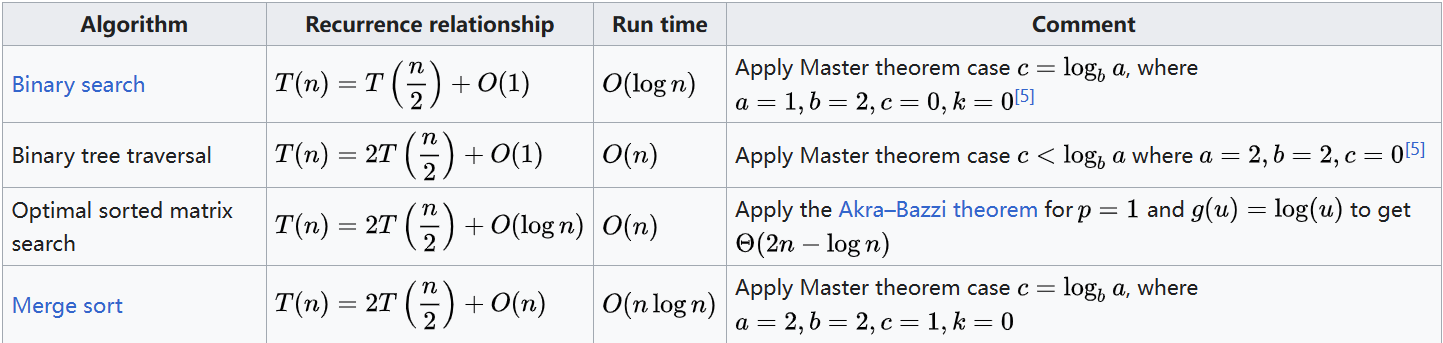 Algorithm Recurrence relationship Run time Comment
Binary search T(n) = T(n/2) + O(1) O(log n) Apply Master theorem case c = log_b a, where
a = 1, b = 2, c = 0, k = 0[5]
Binary tree traversal T(n) = 2T(n/2) + O(1) O(n) Apply Master theorem case c < log_b a where a = 2, b = 2, c = 0[5]
Optimal sorted matrix
search T(n) = 2T(n/2) + O(log n) O(n) Apply the Akra–Bazzi theorem for p = 1 and g(u) = log(u) to get
Θ(2n − log n)
Merge sort T(n) = 2T(n/2) + O(n) O(n log n) Apply Master theorem case c = log_b a, where
a = 2, b = 2, c = 1, k = 0